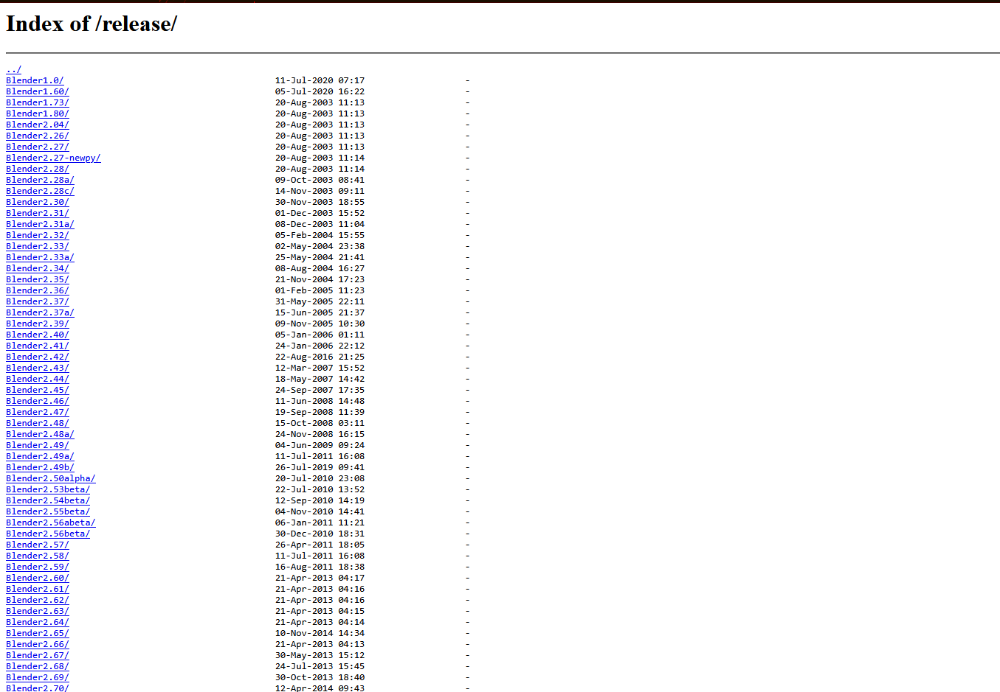 Index of /release/
../
Blender1.0/ 11-Jul-2020 07:17 -
Blender1.60/ 05-Jul-2020 16:22 -
Blender1.73/ 20-Aug-2003 11:13 -
Blender1.80/ 20-Aug-2003 11:13 -
Blender2.04/ 20-Aug-2003 11:13 -
Blender2.26/ 20-Aug-2003 11:13 -
Blender2.27/ 20-Aug-2003 11:13 -
Blender2.27-newpy/ 20-Aug-2003 11:14 -
Blender2.28/ 20-Aug-2003 11:14 -
Blender2.28a/ 09-Oct-2003 08:41 -
Blender2.28c/ 14-Nov-2003 09:11 -
Blender2.30/ 30-Nov-2003 18:55 -
Blender2.31/ 01-Dec-2003 15:52 -
Blender2.31a/ 08-Dec-2003 11:04 -
Blender2.32/ 05-Feb-2004 15:55 -
Blender2.33/ 02-May-2004 23:38 -
Blender2.33a/ 25-May-2004 21:41 -
Blender2.34/ 08-Aug-2004 16:27 -
Blender2.35/ 21-Nov-2004 17:23 -
Blender2.36/ 01-Feb-2005 11:23 -
Blender2.37/ 31-May-2005 22:11 -
Blender2.37a/ 15-Jun-2005 21:37 -
Blender2.39/ 09-Nov-2005 10:30 -
Blender2.40/ 05-Jan-2006 01:11 -
Blender2.41/ 24-Jan-2006 22:12 -
Blender2.42/ 22-Aug-2016 21:25 -
Blender2.43/ 12-Mar-2007 15:52 -
Blender2.44/ 18-May-2007 14:42 -
Blender2.45/ 24-Sep-2007 17:35 -
Blender2.46/ 11-Jun-2008 14:48 -
Blender2.47/ 19-Sep-2008 11:39 -
Blender2.48/ 15-Oct-2008 03:11 -
Blender2.48a/ 24-Nov-2008 16:15 -
Blender2.49/ 04-Jun-2009 09:24 -
Blender2.49a/ 11-Jul-2011 16:08 -
Blender2.49b/ 26-Jul-2019 09:41 -
Blender2.50alpha/ 20-Jul-2010 23:08 -
Blender2.53beta/ 22-Jul-2010 13:52 -
Blender2.54beta/ 12-Sep-2010 14:19 -
Blender2.55beta/ 04-Nov-2010 14:41 -
Blender2.56abeta/ 06-Jan-2011 11:21 -
Blender2.56beta/ 30-Dec-2010 18:31 -
Blender2.57/ 26-Apr-2011 18:05 -
Blender2.58/ 11-Jul-2011 16:08 -
Blender2.59/ 16-Aug-2011 18:38 -
Blender2.60/ 21-Apr-2013 04:17 -
Blender2.61/ 21-Apr-2013 04:16 -
Blender2.62/ 21-Apr-2013 04:16 -
Blender2.63/ 21-Apr-2013 04:15 -
Blender2.64/ 21-Apr-2013 04:14 -
Blender2.65/ 10-Nov-2014 14:34 -
Blender2.66/ 21-Apr-2013 04:13 -
Blender2.67/ 30-May-2013 15:12 -
Blender2.68/ 24-Jul-2013 15:45 -
Blender2.69/ 30-Oct-2013 18:40 -
Blender2.70/ 12-Apr-2014 09:43 -